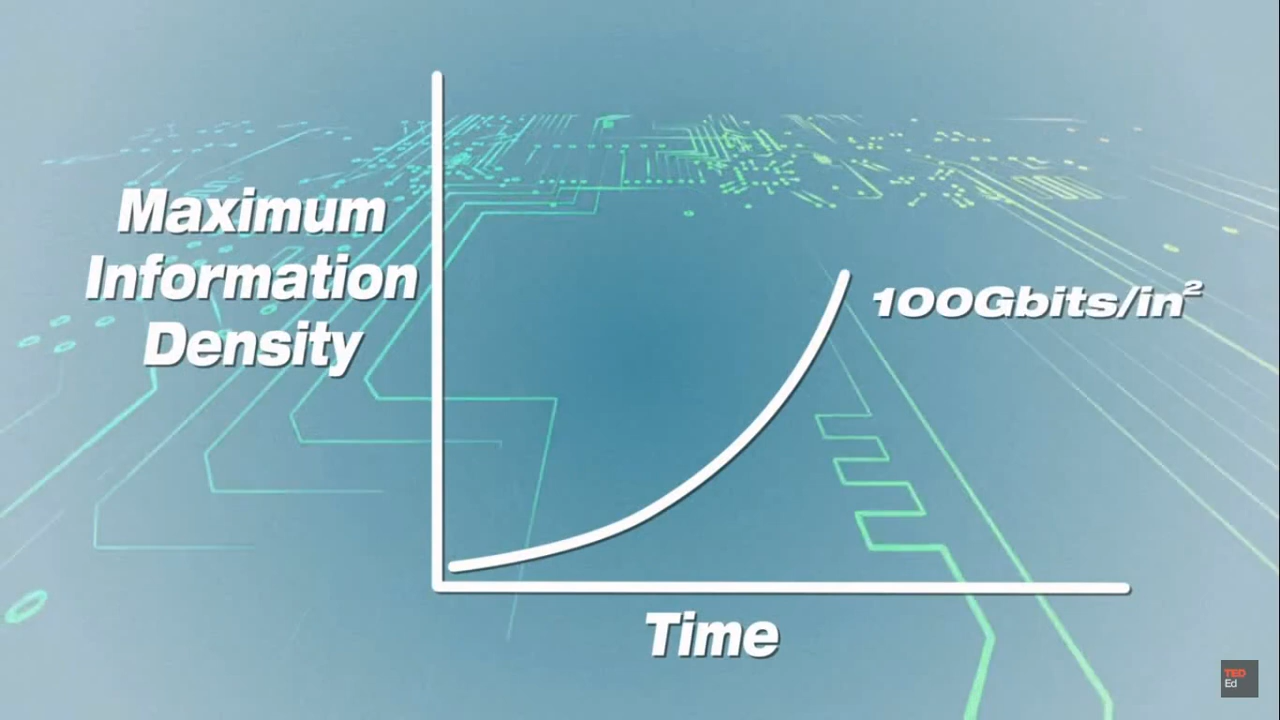 Maximum
Information
Density
100Gbits/in²
Time
TED
Ed